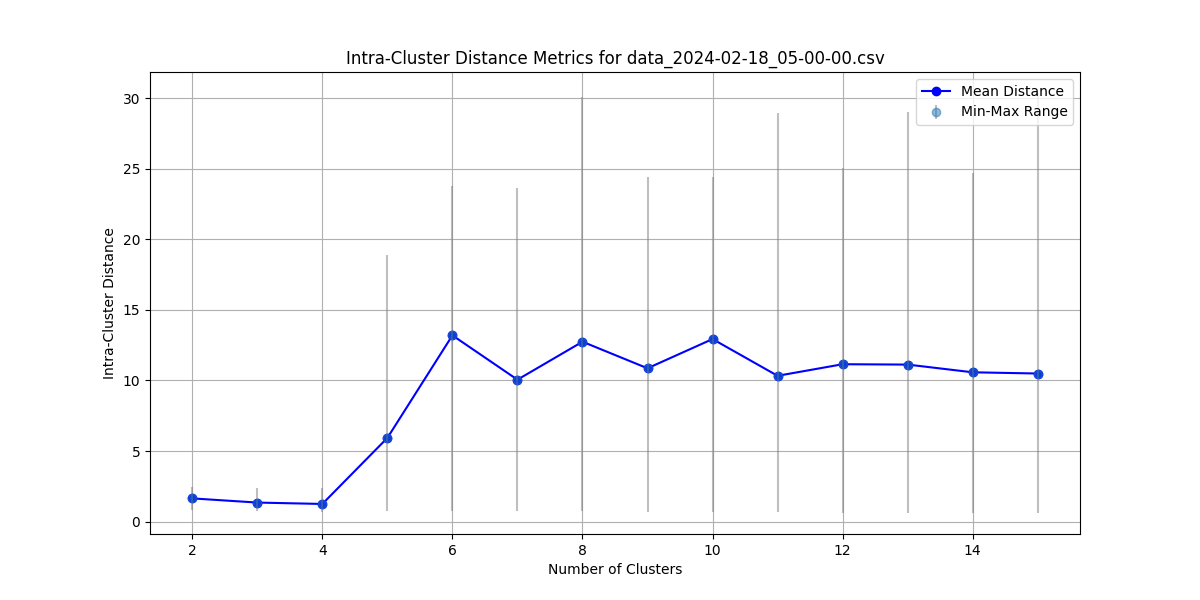 Intra-Cluster Distance Metrics for data_2024-02-18_05-00-00.csv
Mean Distance
Min-Max Range
Intra-Cluster Distance
30
25
20
15
10
5
0
2 4 6 8 10 12 14
Number of Clusters